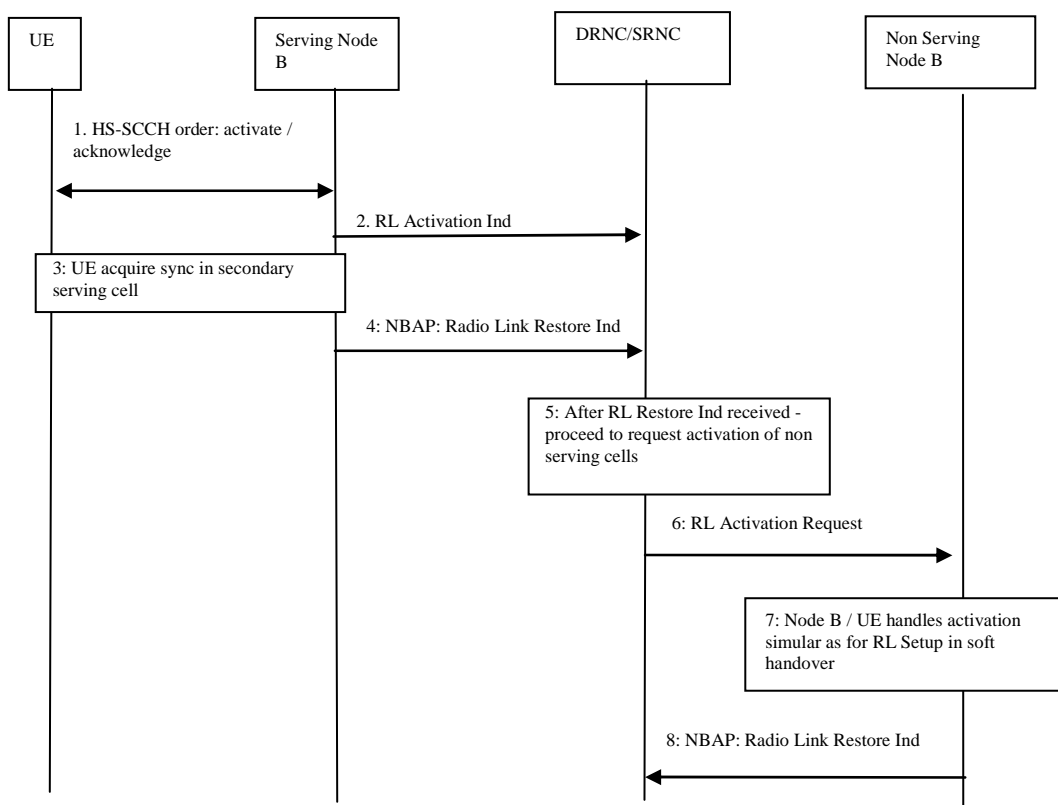 UE
Serving Node
B
DRNC/SRNC
Non Serving
Node B
1. HS-SCCH order: activate /
acknowledge
2. RL Activation Ind
3: UE acquire sync in secondary
serving cell
4: NBAP: Radio Link Restore Ind
5: After RL Restore Ind received -
proceed to request activation of non
serving cells
6: RL Activation Request
7: Node B / UE handles activation
simular as for RL Setup in soft
handover
8: NBAP: Radio Link Restore Ind